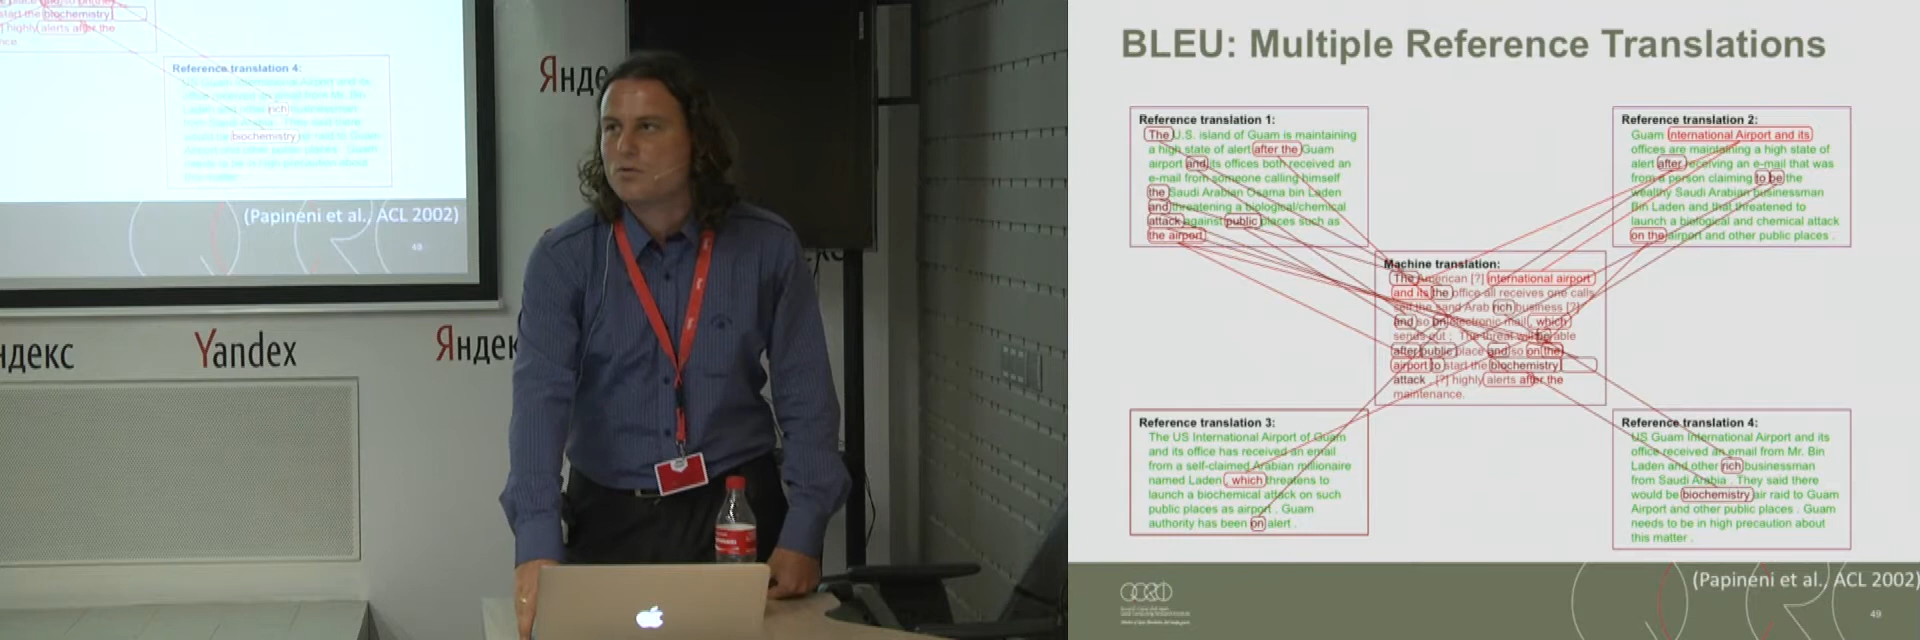 start the biochemistry
highly alerts after the
Reference translation 4:
rich
biochemistry
(Papineni et al., ACL 2002)
49
Янде
ндекс
Yandex
Яндек
BLEU: Multiple Reference Translations
Reference translation 1:
The U.S. island of Guam is maintaining
a high state of alert after the Guam
airport and its offices both received an
e-mail from someone calling himself
the Saudi Arabian Osama bin Laden
and threatening a biological/chemical
attack against public places such as
the airport.
Reference translation 2:
Guam International Airport and its
offices are maintaining a high state of
alert after receiving an e-mail that was
from a person claiming to be the
wealthy Saudi Arabian businessman
Bin Laden and that threatened to
launch a biological and chemical attack
on the airport and other public places .
Machine translation:
The American [?] international airport
and its the office all receives one calls
self the sand Arab rich business [?]
and so on electronic mail , which
sends out ; The threat will be able
after public place and so on the
airport to start the biochemistry
attack , [?] highly alerts after the
maintenance.
Reference translation 3:
The US International Airport of Guam
and its office has received an email
from a self-claimed Arabian millionaire
named Laden , which threatens to
launch a biochemical attack on such
public places as airport . Guam
authority has been on alert .
Reference translation 4:
US Guam International Airport and its
office received an email from Mr. Bin
Laden and other rich businessman
from Saudi Arabia . They said there
would be biochemistry air raid to Guam
Airport and other public places . Guam
needs to be in high precaution about
this matter .
(Papineni et al., ACL 2002)
49